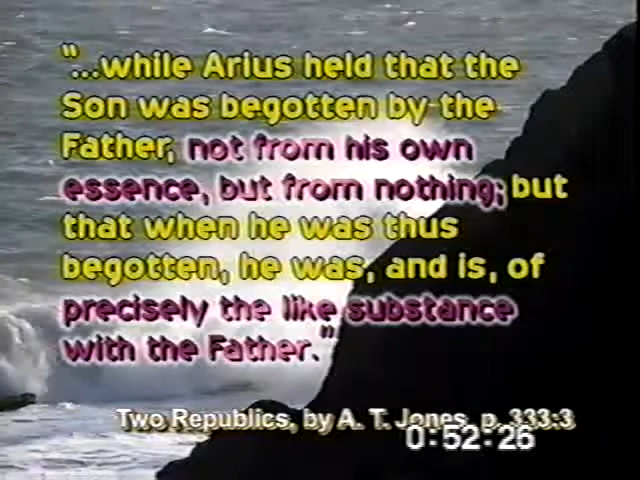 "...while Arius held that the
Son was begotten by the
Father, not from his own
essence, but from nothing; but
that when he was thus
begotten, he was, and is, of
precisely the like substance
with the Father."
Two Republics, by A. T. Jones, p. 333:3
0:52:26